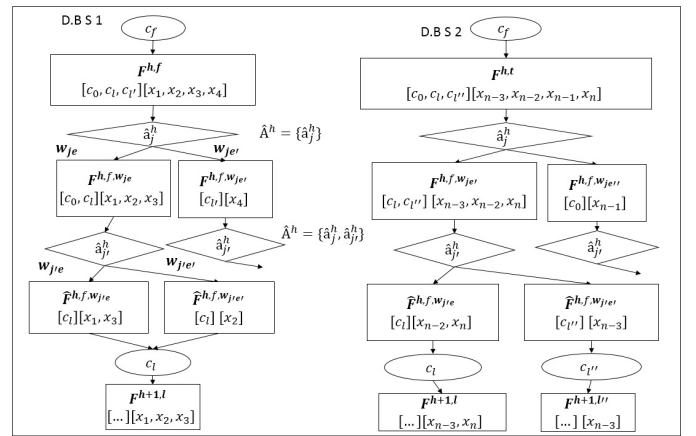 D.B S 1
c_f
F^{h,f}
[c_0, c_l, c_{l'}][x_1, x_2, x_3, x_4]
â_j^h
Â^h = {â_j^h}
w_{je}
w_{je'}
F^{h,f,w_{je}}
[c_0, c_l][x_1, x_2, x_3]
F^{h,f,w_{je'}}
[c_{l'}][x_4]
â_{j'}^h
â_{j'}^h
Â^h = {â_j^h, â_{j'}^h}
w_{j'e}
w_{j'e'}
F̂^{h,f,w_{j'e}}
[c_l][x_1, x_3]
F̂^{h,f,w_{j'e'}}
[c_l] [x_2]
c_l
F^{h+1,l}
[...][x_1, x_2, x_3]
D.B S 2
c_f
F^{h,t}
[c_0, c_l, c_{l''}][x_{n-3}, x_{n-2}, x_{n-1}, x_n]
â_j^h
F^{h,f,w_{je'}}
[c_l, c_{l''}] [x_{n-3}, x_{n-2}, x_n]
F^{h,f,w_{je''}}
[c_0][x_{n-1}]
â_{j'}^h
â_{j'}^h
F̂^{h,f,w_{j'e}}
[c_l][x_{n-2}, x_n]
F̂^{h,f,w_{j'e'}}
[c_{l''}] [x_{n-3}]
c_l
c_{l''}
F^{h+1,l}
[...][x_{n-3}, x_n]
F^{h+1,l''}
[...] [x_{n-3}]